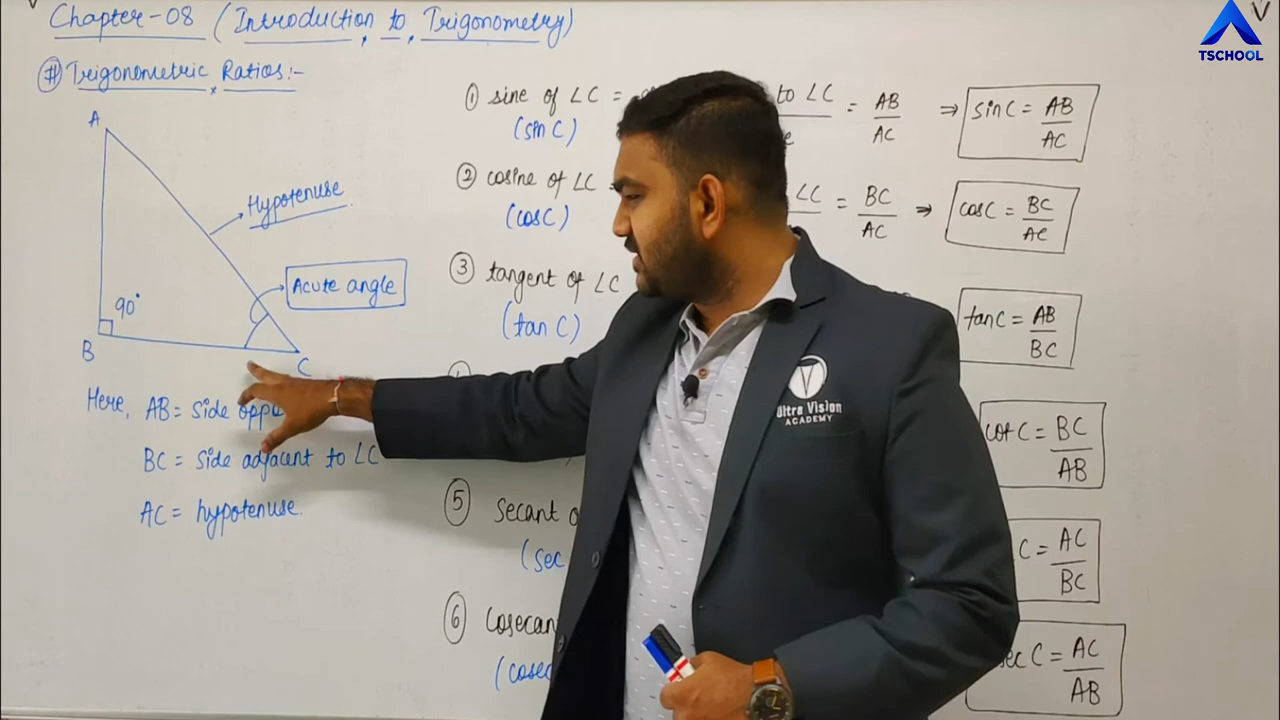 Chapter-08 (Introduction to Trigonometry)
# Trigonometric Ratios:-
A
Hypotenuse
Acute angle
90°
B
C
Here, AB = Side oppo
BC = Side adjacent to ∠C
AC = hypotenuse.
① sine of ∠C = to ∠C = AB/AC ⇒ sin C = AB/AC
(sin C)
② cosine of ∠C ∠C = BC/AC ⇒ cos C = BC/AC
(cos C)
③ tangent of ∠C tan C = AB/BC
(tan C)
cot C = BC/AB
⑤ Secant o C = AC/BC
(sec
⑥ Cosecan sec C = AC/AB
(cosec
V
TSCHOOL
Ultra Vision
ACADEMY